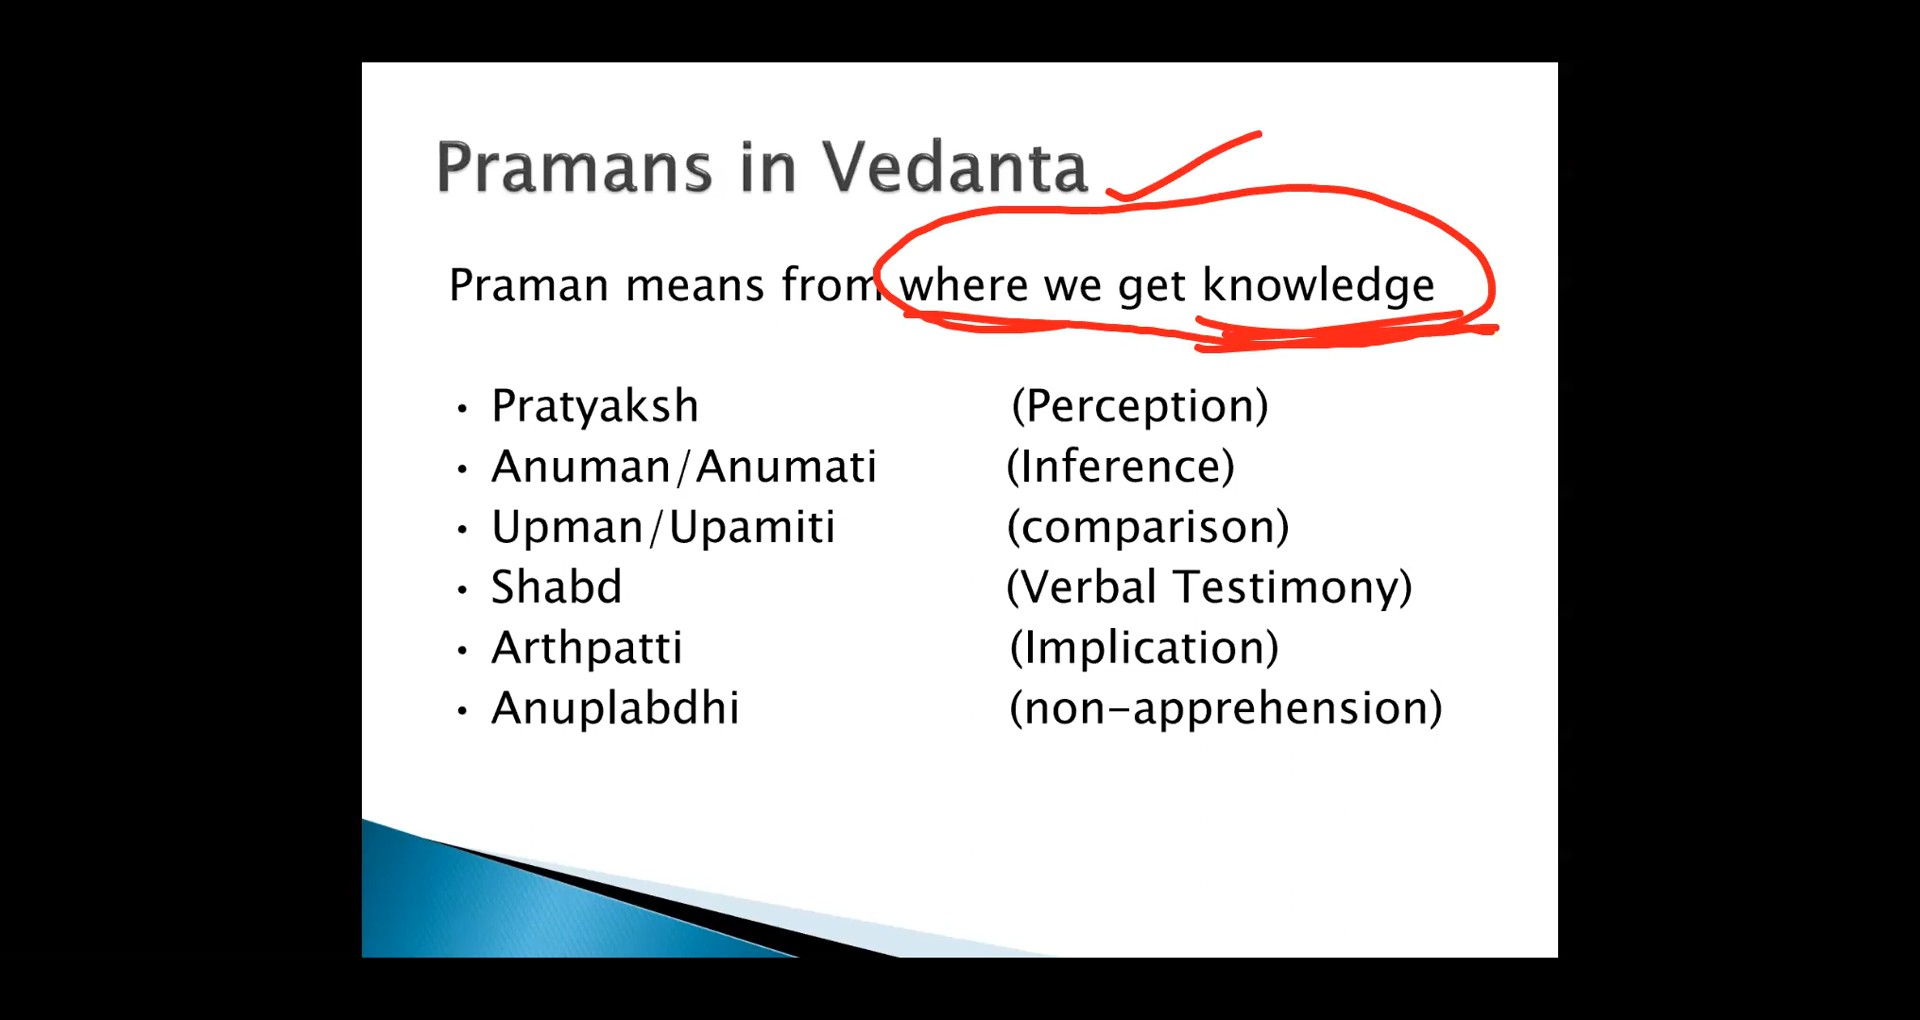 Pramans in Vedanta
Praman means from where we get knowledge
• Pratyaksh (Perception)
• Anuman/Anumati (Inference)
• Upman/Upamiti (comparison)
• Shabd (Verbal Testimony)
• Arthpatti (Implication)
• Anuplabdhi (non-apprehension)